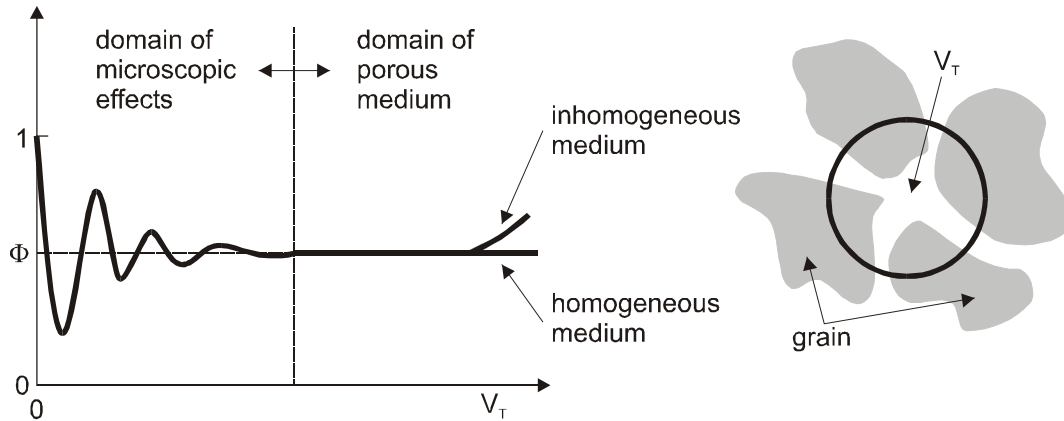 domain of
microscopic
effects
domain of
porous
medium
inhomogeneous
medium
1
Φ
homogeneous
medium
0
0
V_T
V_T
grain